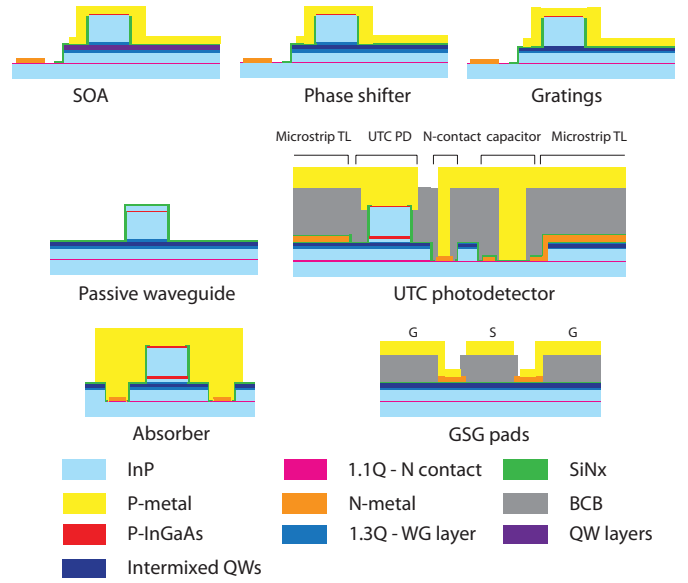 SOA
Phase shifter
Gratings
Microstrip TL
UTC PD
N-contact
capacitor
Microstrip TL
Passive waveguide
UTC photodetector
G
S
G
Absorber
GSG pads
InP
1.1Q - N contact
SiNx
P-metal
N-metal
BCB
P-InGaAs
1.3Q - WG layer
QW layers
Intermixed QWs